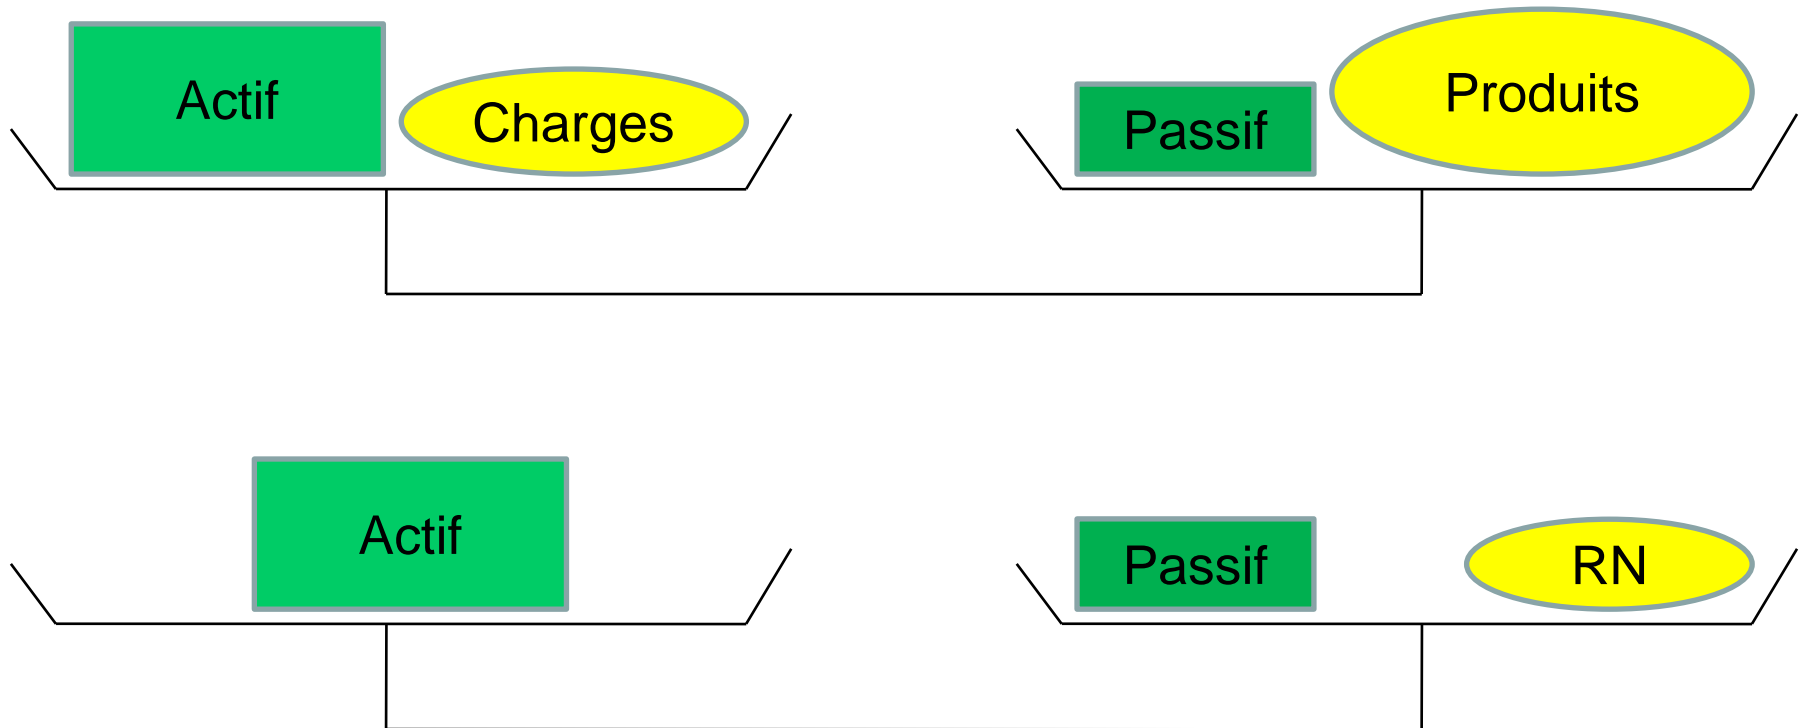 Actif
Charges
Passif
Produits
Actif
Passif
RN